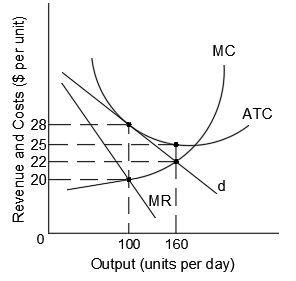 Revenue and Costs ($ per unit)
MC
ATC
28
25
22
20
d
MR
0
100
160
Output (units per day)